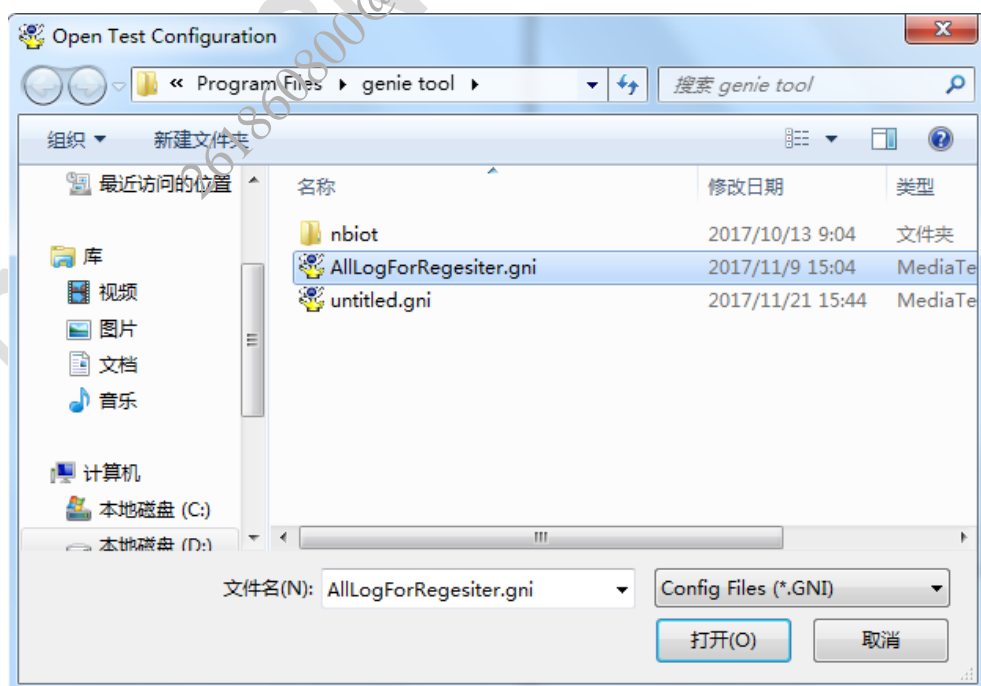 Open Test Configuration
« Program Files genie tool
搜索 genie tool
组织 新建文件夹
最近访问的位置
库
视频
图片
文档
音乐
计算机
本地磁盘 (C:)
本地磁盘 (D:)
名称 修改日期 类型
nbiot 2017/10/13 9:04 文件夹
AllLogForRegesiter.gni 2017/11/9 15:04 MediaTe
untitled.gni 2017/11/21 15:44 MediaTe
文件名(N): AllLogForRegesiter.gni Config Files (*.GNI)
打开(O) 取消
261860800@